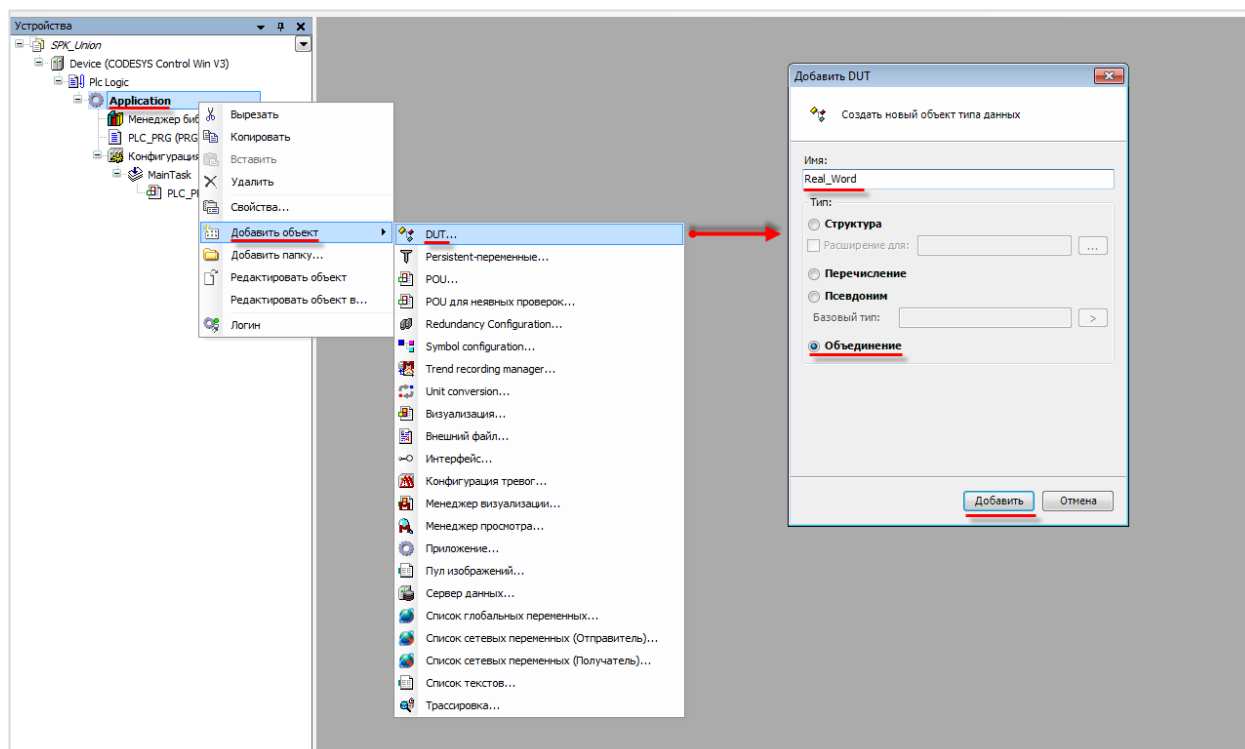 Устройства
SPK_Union
Device (CODESYS Control Win V3)
Plc Logic
Application
Менеджер биб
PLC_PRG (PRG
Конфигурация
MainTask
PLC_P
Вырезать
Копировать
Вставить
Удалить
Свойства...
Добавить объект
Добавить папку...
Редактировать объект
Редактировать объект в...
Логин
DUT...
Persistent-переменные...
POU...
POU для неявных проверок...
Redundancy Configuration...
Symbol configuration...
Trend recording manager...
Unit conversion...
Визуализация...
Внешний файл...
Интерфейс...
Конфигурация тревог...
Менеджер визуализации...
Менеджер просмотра...
Приложение...
Пул изображений...
Сервер данных...
Список глобальных переменных...
Список сетевых переменных (Отправитель)...
Список сетевых переменных (Получатель)...
Список текстов...
Трассировка...
Добавить DUT
Создать новый объект типа данных
Имя:
Real_Word
Тип:
Структура
Расширение для:
...
Перечисление
Псевдоним
Базовый тип:
>
Объединение
Добавить
Отмена